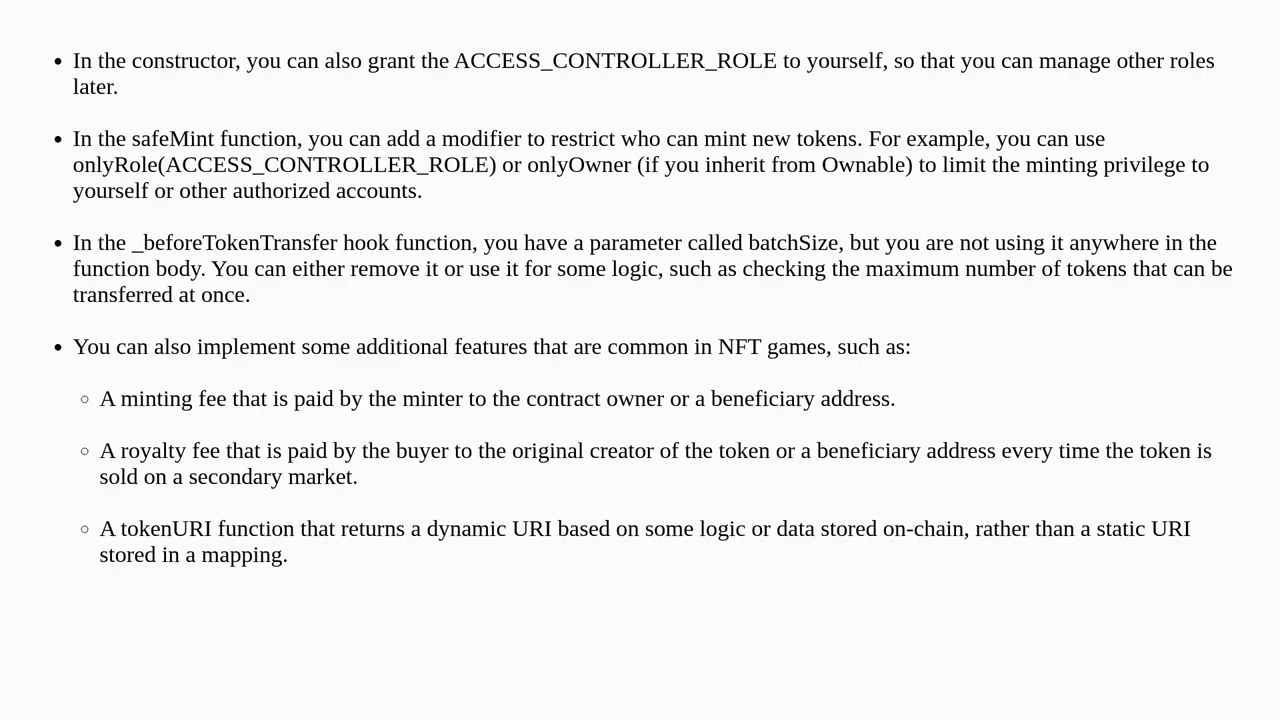 In the constructor, you can also grant the ACCESS_CONTROLLER_ROLE to yourself, so that you can manage other roles
later.
In the safeMint function, you can add a modifier to restrict who can mint new tokens. For example, you can use
onlyRole(ACCESS_CONTROLLER_ROLE) or onlyOwner (if you inherit from Ownable) to limit the minting privilege to
yourself or other authorized accounts.
In the _beforeTokenTransfer hook function, you have a parameter called batchSize, but you are not using it anywhere in the
function body. You can either remove it or use it for some logic, such as checking the maximum number of tokens that can be
transferred at once.
You can also implement some additional features that are common in NFT games, such as:
A minting fee that is paid by the minter to the contract owner or a beneficiary address.
A royalty fee that is paid by the buyer to the original creator of the token or a beneficiary address every time the token is
sold on a secondary market.
A tokenURI function that returns a dynamic URI based on some logic or data stored on-chain, rather than a static URI
stored in a mapping.